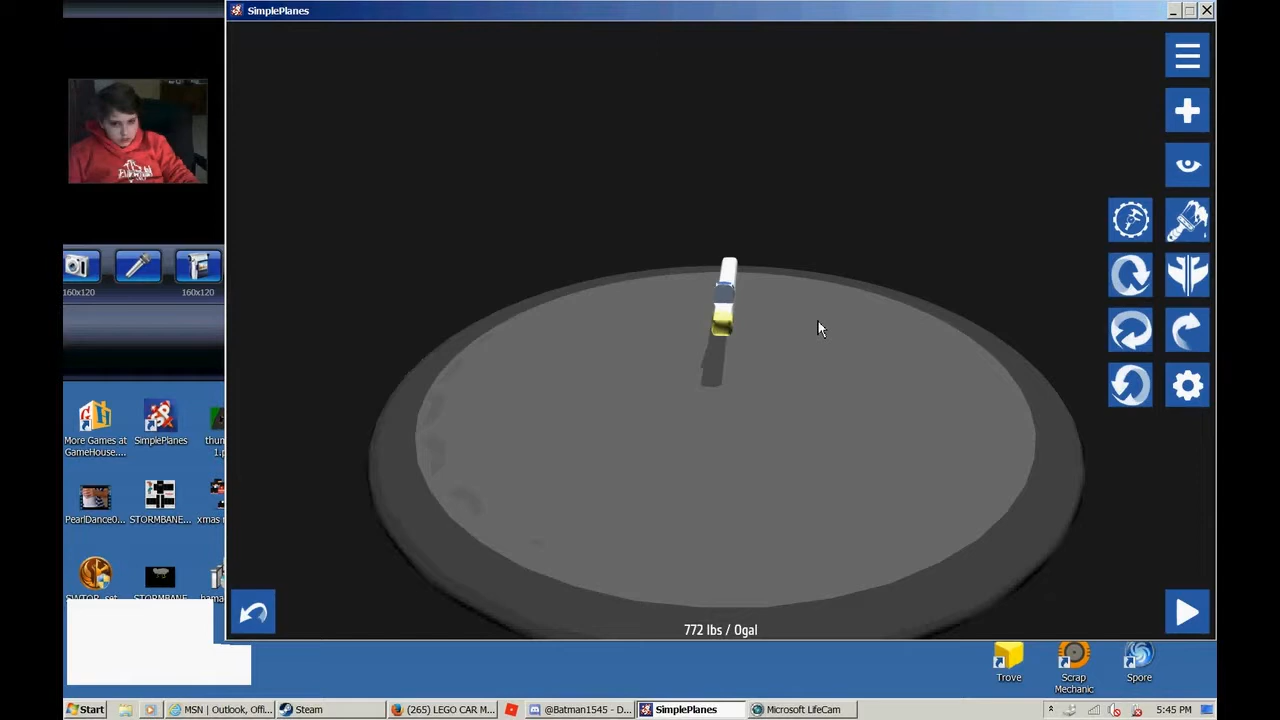 SimplePlanes
160x120
160x120
More Games at
GameHouse....
SimplePlanes
PearlDance0...
STORMBANE...
xmas
STORMBANE
772 lbs / 0gal
Trove
Scrap
Mechanic
Spore
Start
MSN | Outlook, Offi...
Steam
(265) LEGO CAR M...
@Batman1545 - D...
SimplePlanes
Microsoft LifeCam
5:45 PM